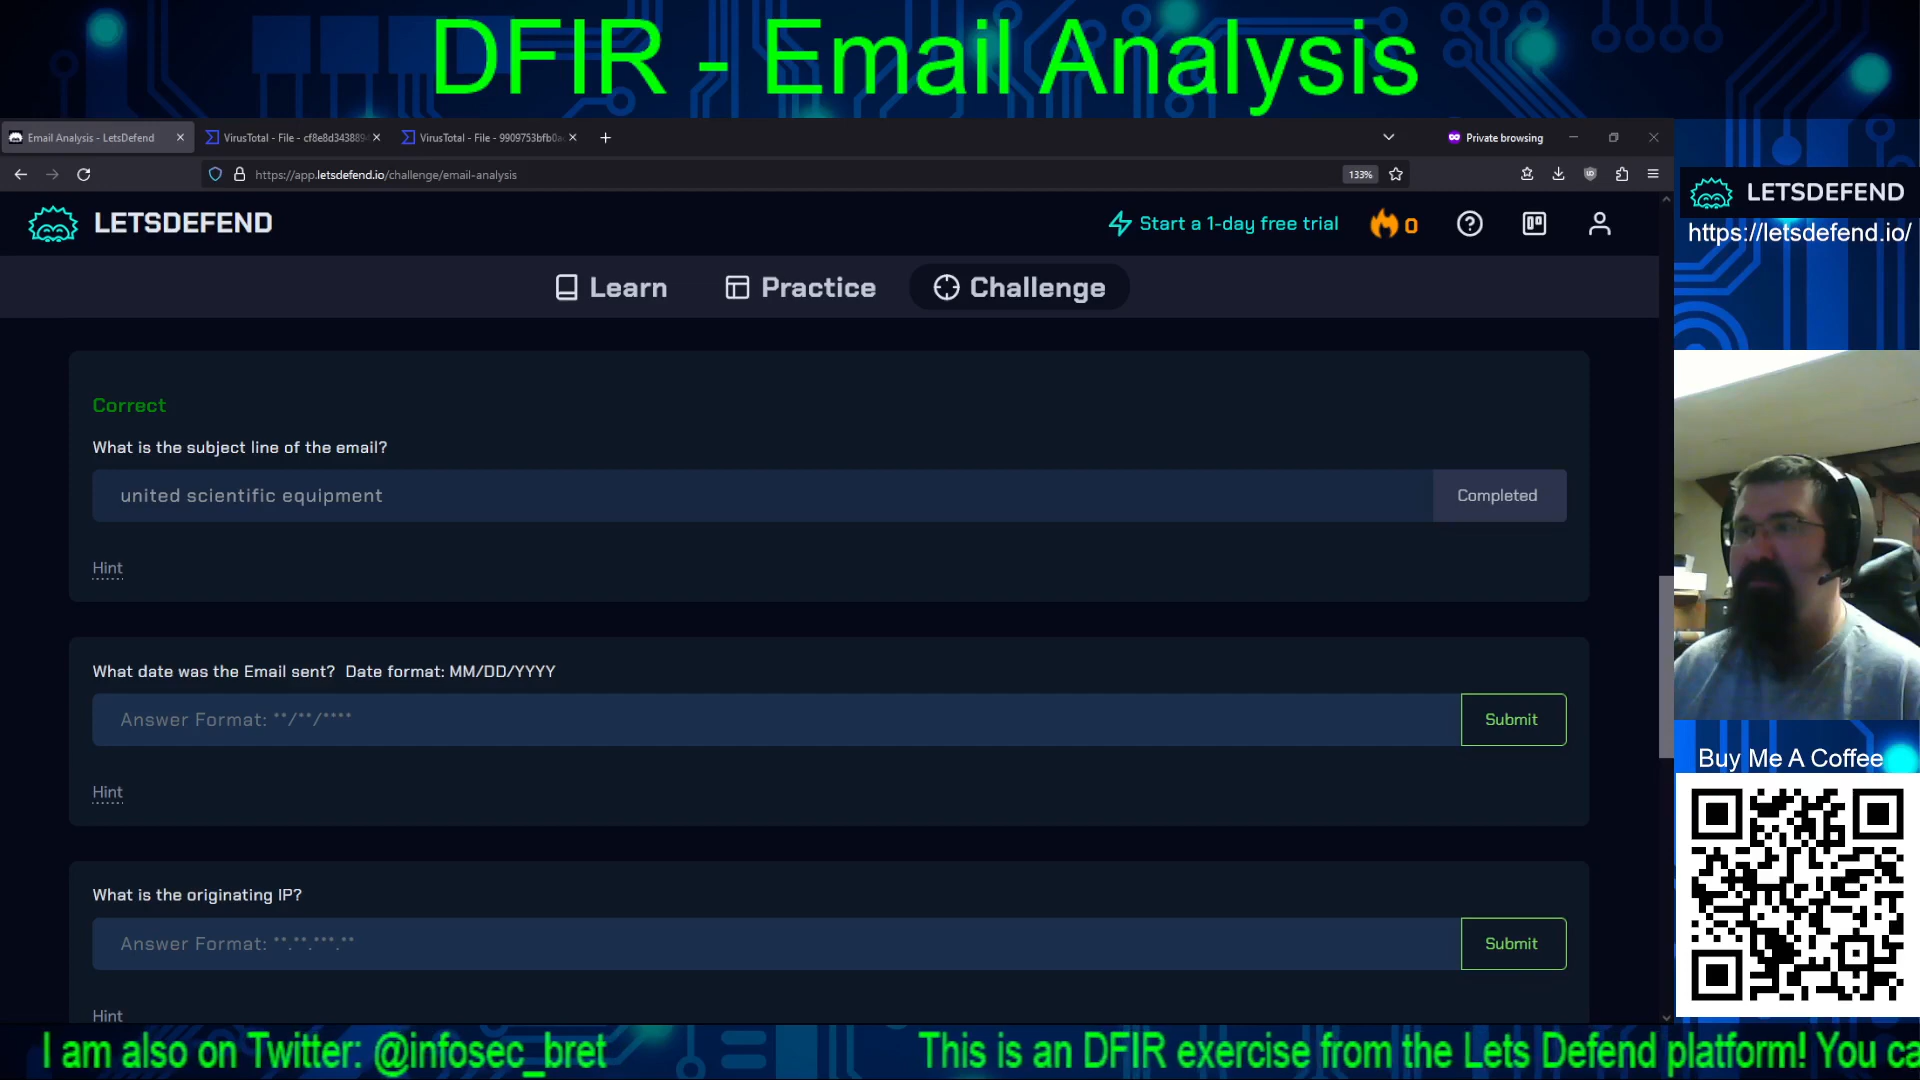 DFIR - Email Analysis
Email Analysis - LetsDefend
VirusTotal - File - cf8e8d343889
VirusTotal - File - 9909753bfb0a
Private browsing
https://app.letsdefend.io/challenge/email-analysis
133%
LETSDEFEND
Start a 1-day free trial
0
LETSDEFEND
https://letsdefend.io/
Learn
Practice
Challenge
Correct
What is the subject line of the email?
united scientific equipment
Completed
Hint
What date was the Email sent?  Date format: MM/DD/YYYY
Answer Format: **/**/****
Submit
Hint
Buy Me A Coffee
What is the originating IP?
Answer Format: **.**.***.**
Submit
Hint
I am also on Twitter: @infosec_bret
This is an DFIR exercise from the Lets Defend platform! You ca